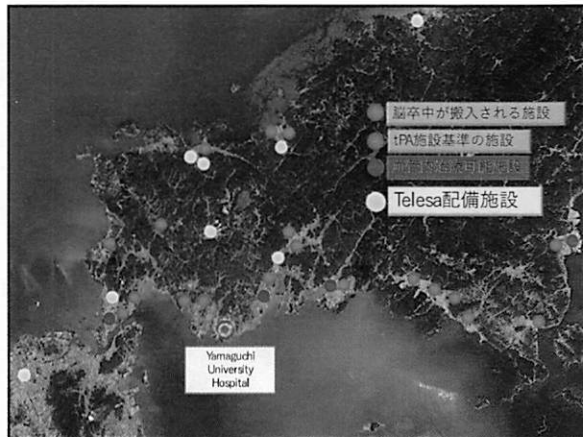 脳卒中が搬入される施設
tPA施設基準の施設
Telesa配備施設
Yamaguchi
University
Hospital